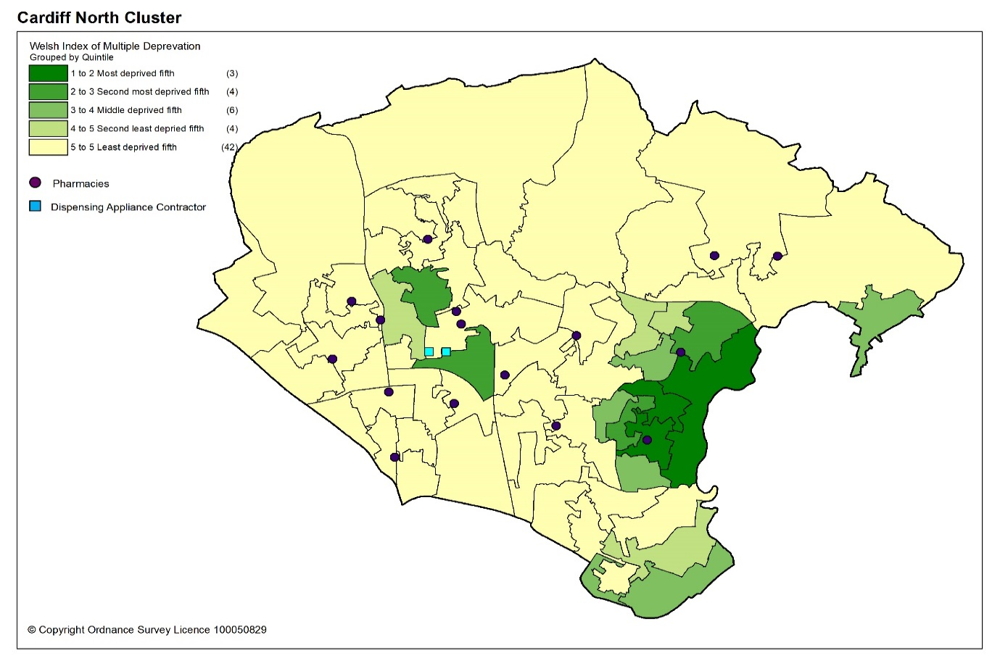 Cardiff North Cluster
Welsh Index of Multiple Deprevation
Grouped by Quintile
1 to 2 Most deprived fifth (3)
2 to 3 Second most deprived fifth (4)
3 to 4 Middle deprived fifth (6)
4 to 5 Second least depried fifth (4)
5 to 5 Least deprived fifth (42)
Pharmacies
Dispensing Appliance Contractor
© Copyright Ordnance Survey Licence 100050829